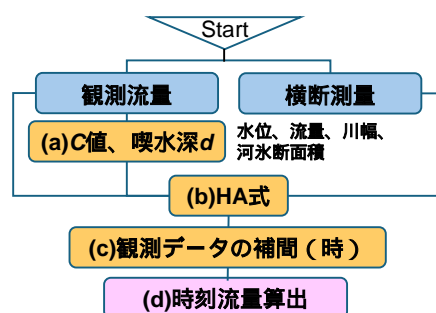 Start
観測流量
横断測量
(a)C値、喫水深d
水位、流量、川幅、
河氷断面積
(b)HA式
(c)観測データの補間（時）
(d)時刻流量算出